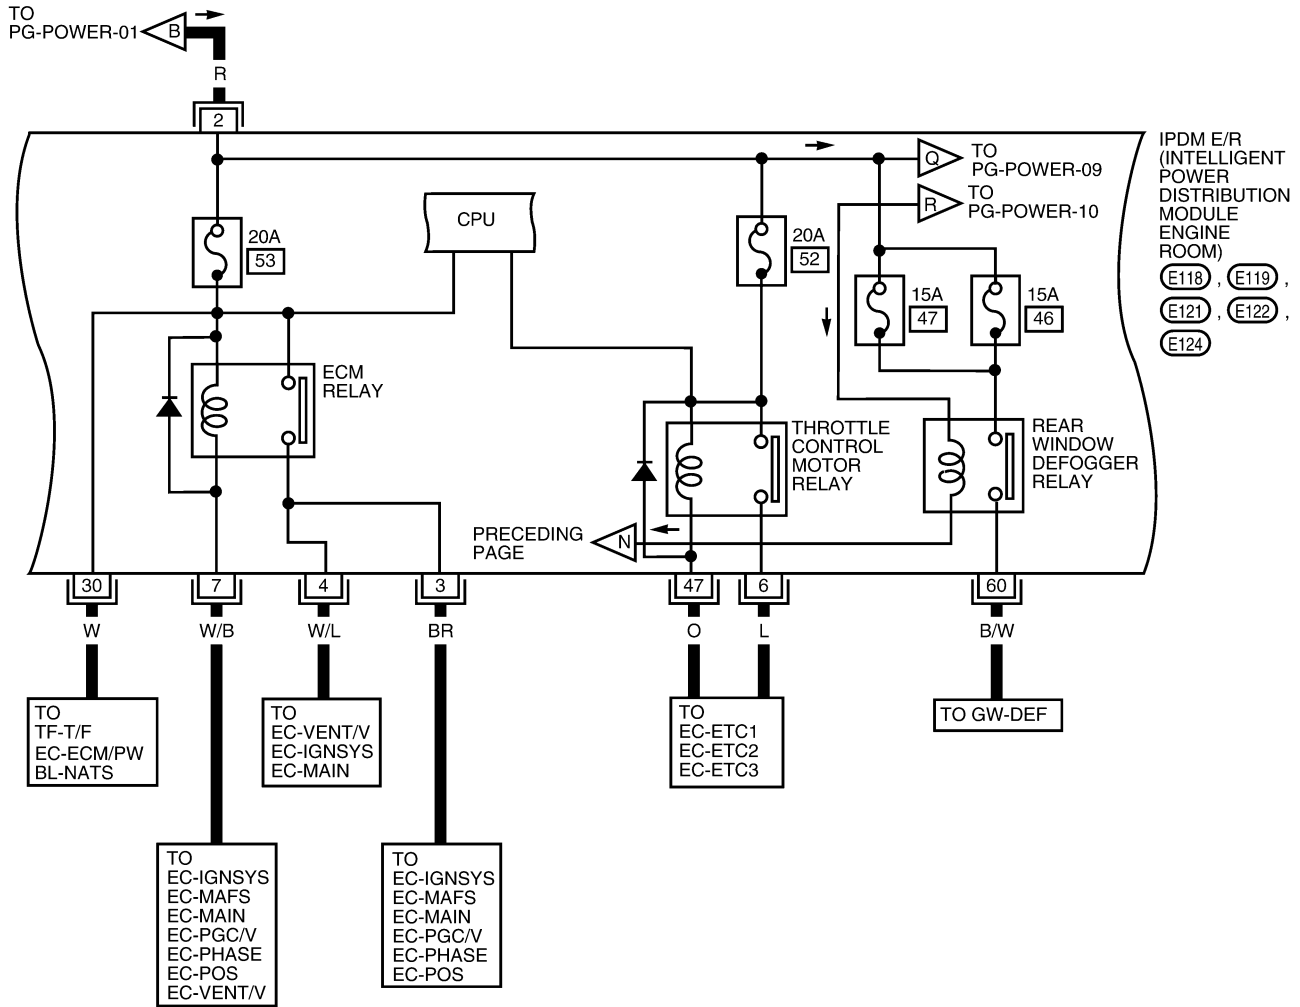 TO
PG-POWER-01
B
R
2
IPDM E/R
(INTELLIGENT
POWER
DISTRIBUTION
MODULE
ENGINE
ROOM)
E118 , E119 ,
E121 , E122 ,
E124
Q
TO
PG-POWER-09
R
TO
PG-POWER-10
CPU
20A
53
20A
52
15A
47
15A
46
ECM
RELAY
THROTTLE
CONTROL
MOTOR
RELAY
REAR
WINDOW
DEFOGGER
RELAY
PRECEDING
PAGE
N
30
7
4
3
47
6
60
W
W/B
W/L
BR
O
L
B/W
TO
TF-T/F
EC-ECM/PW
BL-NATS
TO
EC-VENT/V
EC-IGNSYS
EC-MAIN
TO
EC-ETC1
EC-ETC2
EC-ETC3
TO GW-DEF
TO
EC-IGNSYS
EC-MAFS
EC-MAIN
EC-PGC/V
EC-PHASE
EC-POS
EC-VENT/V
TO
EC-IGNSYS
EC-MAFS
EC-MAIN
EC-PGC/V
EC-PHASE
EC-POS